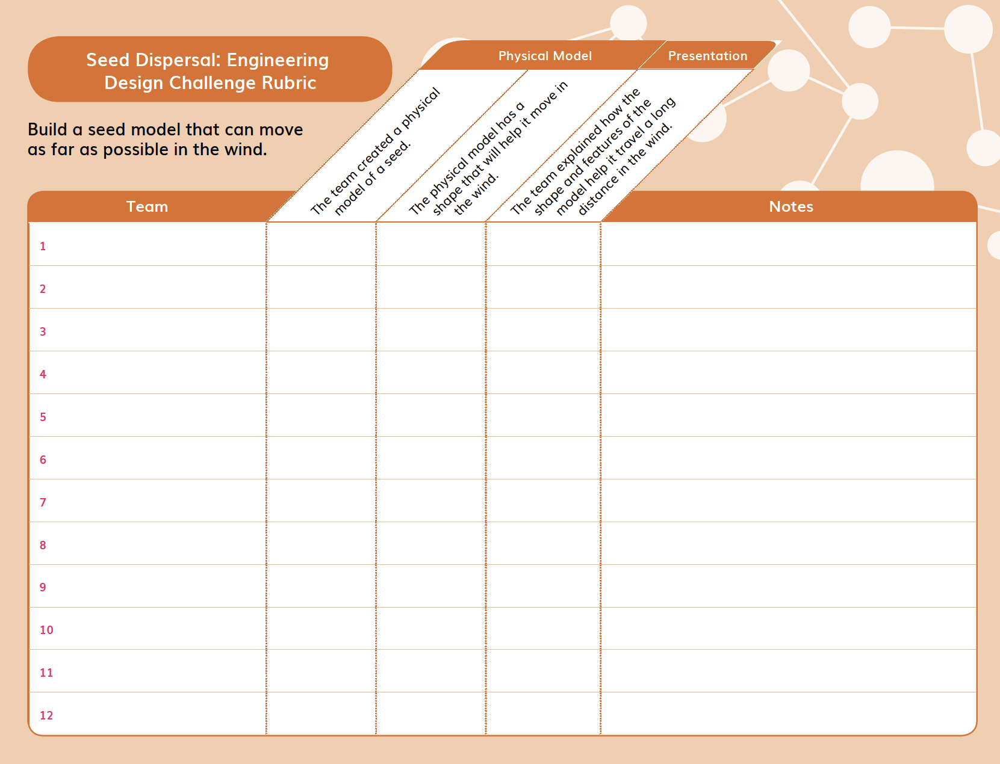 Seed Dispersal: Engineering
Design Challenge Rubric
Build a seed model that can move
as far as possible in the wind.
Physical Model
Presentation
Team
The team created a physical
model of a seed.
The physical model has a
shape that will help it move in
the wind.
The team explained how the
shape and features of the
model help it travel a long
distance in the wind.
Notes
1
2
3
4
5
6
7
8
9
10
11
12